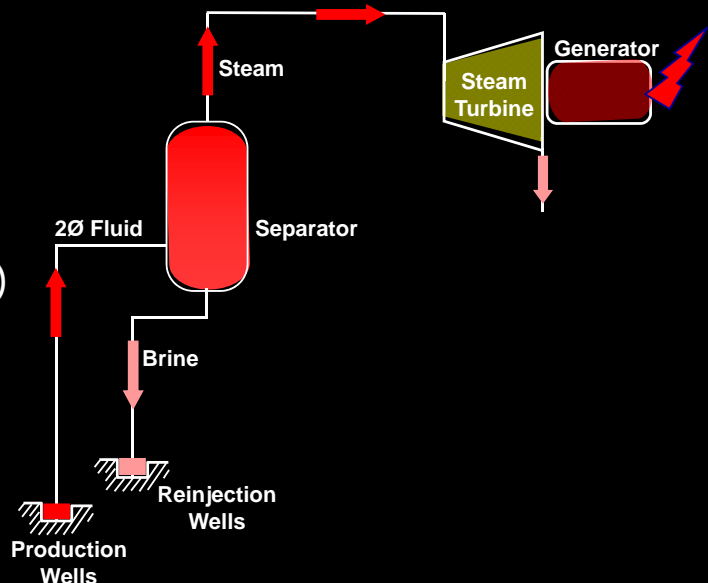 Generator
Steam
Steam
Turbine
2Ø Fluid
Separator
Brine
Reinjection
Wells
Production
Wells
)